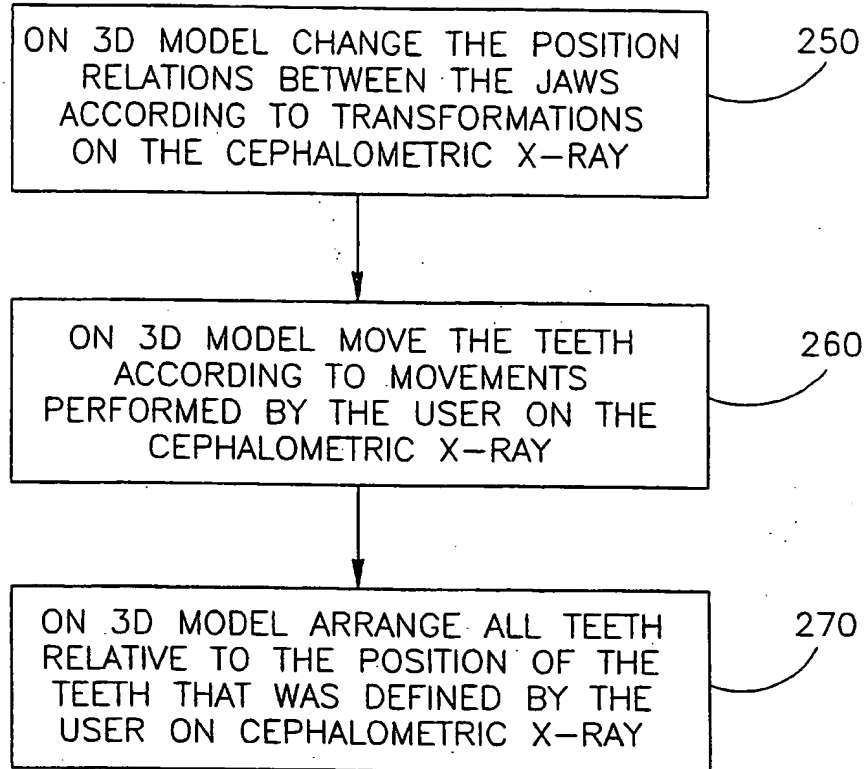 ON 3D MODEL CHANGE THE POSITION
RELATIONS BETWEEN THE JAWS
ACCORDING TO TRANSFORMATIONS
ON THE CEPHALOMETRIC X-RAY
250
ON 3D MODEL MOVE THE TEETH
ACCORDING TO MOVEMENTS
PERFORMED BY THE USER ON THE
CEPHALOMETRIC X-RAY
260
ON 3D MODEL ARRANGE ALL TEETH
RELATIVE TO THE POSITION OF THE
TEETH THAT WAS DEFINED BY THE
USER ON CEPHALOMETRIC X-RAY
270